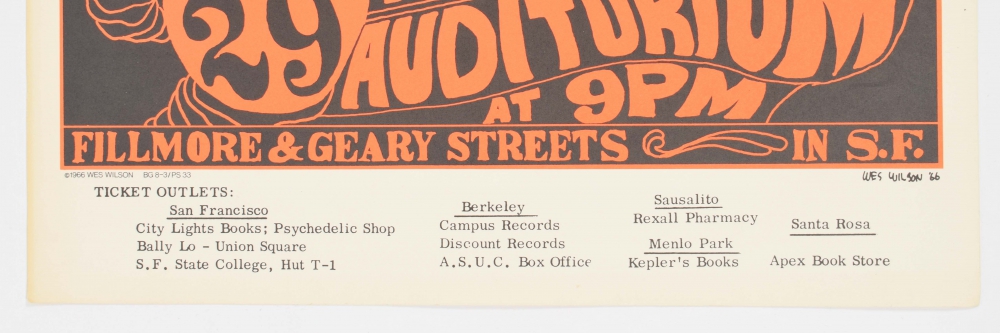 29
AUDITORIUM
AT 9PM
FILLMORE & GEARY STREETS IN S.F.
©1966 WES WILSON BG 8-3/PS 33
WES WILSON '66
TICKET OUTLETS:
San Francisco
City Lights Books; Psychedelic Shop
Bally Lo - Union Square
S.F. State College, Hut T-1
Berkeley
Campus Records
Discount Records
A.S.U.C. Box Office
Sausalito
Rexall Pharmacy
Menlo Park
Kepler's Books
Santa Rosa
Apex Book Store